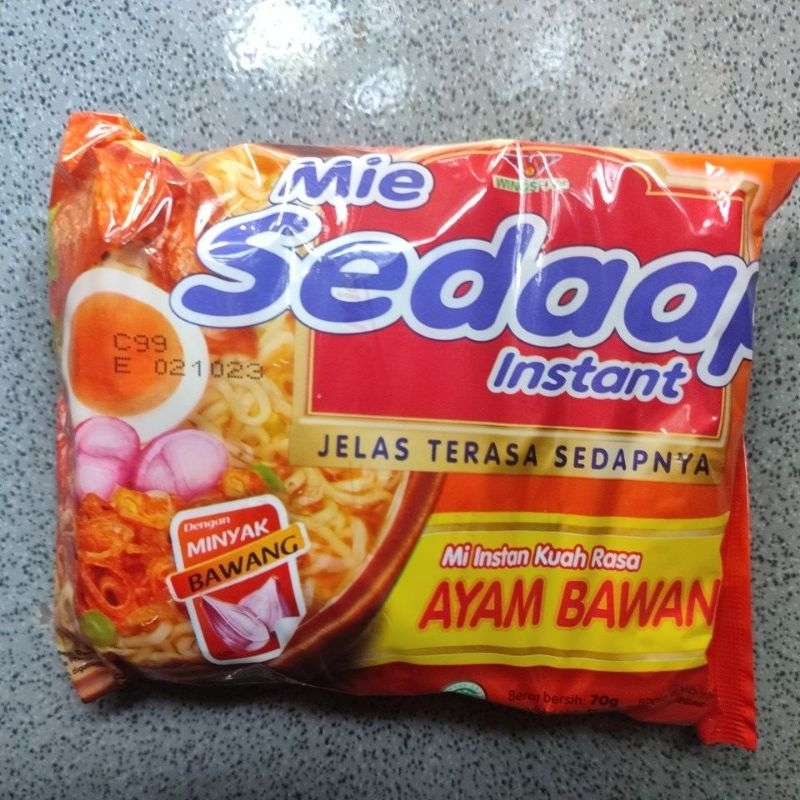 Mie
WINGSFOOD
Sedaap
Instant
C99
E 021023
JELAS TERASA SEDAPNYA
Dengan
MINYAK
BAWANG
Mi Instan Kuah Rasa
AYAM BAWAN
Berat bersih: 70g